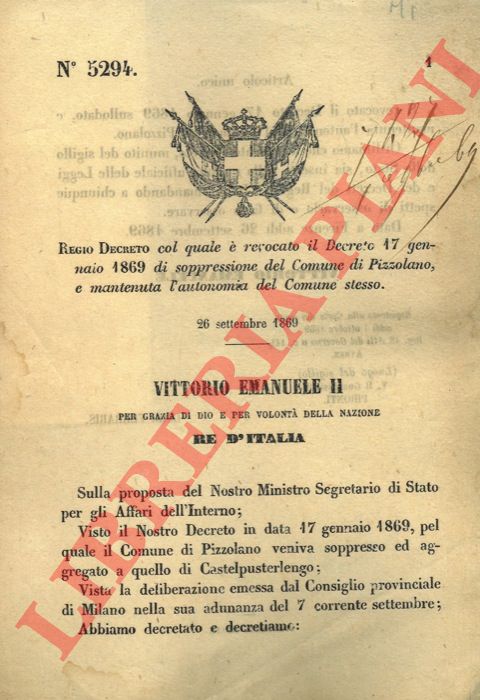 N° 5294.
1
REGIO DECRETO col quale è revocato il Decreto 17 gen-
naio 1869 di soppressione del Comune di Pizzolano,
e mantenuta l'autonomia del Comune stesso.
26 settembre 1869
VITTORIO EMANUELE II
PER GRAZIA DI DIO E PER VOLONTÀ DELLA NAZIONE
RE D'ITALIA
Sulla proposta del Nostro Ministro Segretario di Stato
per gli Affari dell'Interno;
Visto il Nostro Decreto in data 17 gennaio 1869, pel
quale il Comune di Pizzolano veniva soppresso ed ag-
gregato a quello di Castelpusterlengo;
Vista la deliberazione emessa dal Consiglio provinciale
di Milano nella sua adunanza del 7 corrente settembre;
Abbiamo decretato e decretiamo:
LIBRERIA PIANI